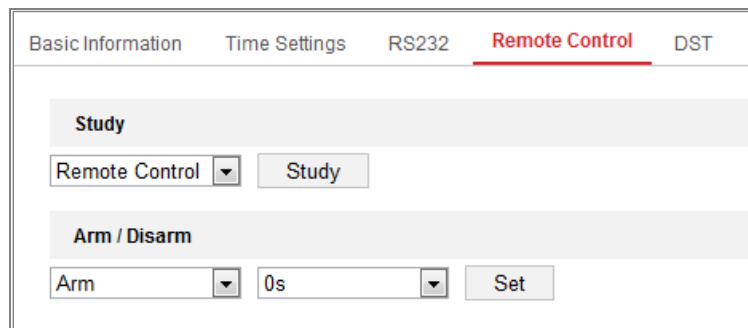 Basic Information Time Settings RS232 Remote Control DST
Study
Remote Control Study
Arm / Disarm
Arm 0s Set